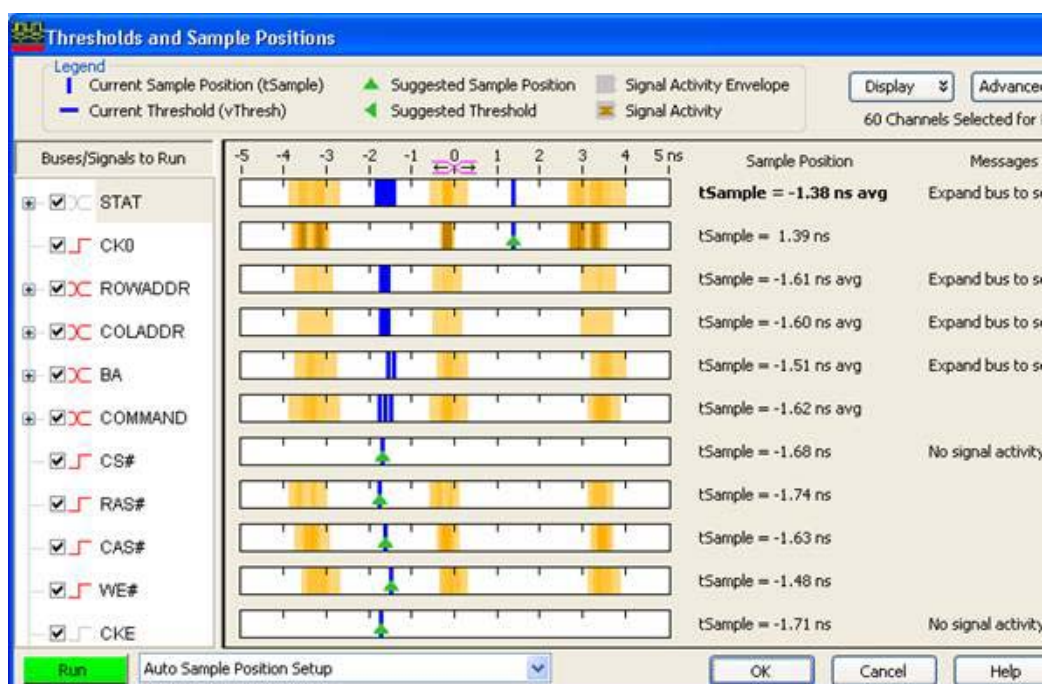 Thresholds and Sample Positions
Legend
Current Sample Position (tSample)
Suggested Sample Position
Signal Activity Envelope
Current Threshold (vThresh)
Suggested Threshold
Signal Activity
Display
Advanced
60 Channels Selected for
Buses/Signals to Run
-5 -4 -3 -2 -1 0 1 2 3 4 5 ns
Sample Position
Messages
STAT
tSample = -1.38 ns avg
Expand bus to se
CK0
tSample = 1.39 ns
ROWADDR
tSample = -1.61 ns avg
Expand bus to se
COLADDR
tSample = -1.60 ns avg
Expand bus to se
BA
tSample = -1.51 ns avg
Expand bus to se
COMMAND
tSample = -1.62 ns avg
CS#
tSample = -1.68 ns
No signal activity
RAS#
tSample = -1.74 ns
CAS#
tSample = -1.63 ns
WE#
tSample = -1.48 ns
CKE
tSample = -1.71 ns
No signal activity
Run
Auto Sample Position Setup
OK
Cancel
Help